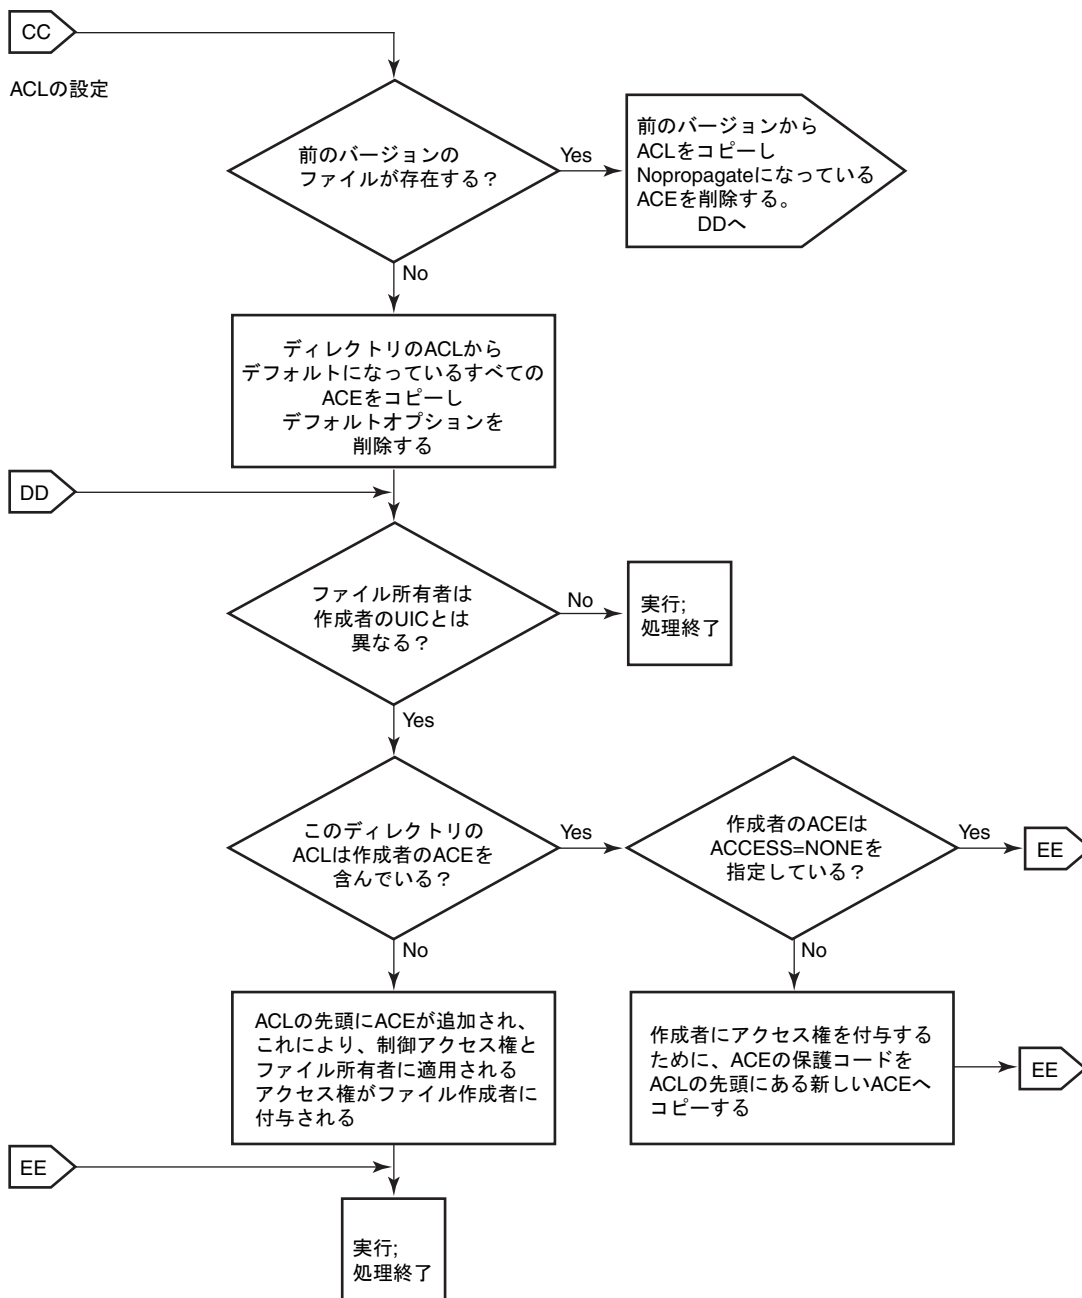 CC
ACLの設定
前のバージョンの
ファイルが存在する？
Yes
前のバージョンから
ACLをコピーし
Nopropagateになっている
ACEを削除する。
DDへ
No
ディレクトリのACLから
デフォルトになっているすべての
ACEをコピーし
デフォルトオプションを
削除する
DD
ファイル所有者は
作成者のUICとは
異なる？
No
実行;
処理終了
Yes
このディレクトリの
ACLは作成者のACEを
含んでいる？
Yes
作成者のACEは
ACCESS=NONEを
指定している？
Yes
EE
No
No
ACLの先頭にACEが追加され、
これにより、制御アクセス権と
ファイル所有者に適用される
アクセス権がファイル作成者に
付与される
作成者にアクセス権を付与する
ために、ACEの保護コードを
ACLの先頭にある新しいACEへ
コピーする
EE
EE
実行;
処理終了